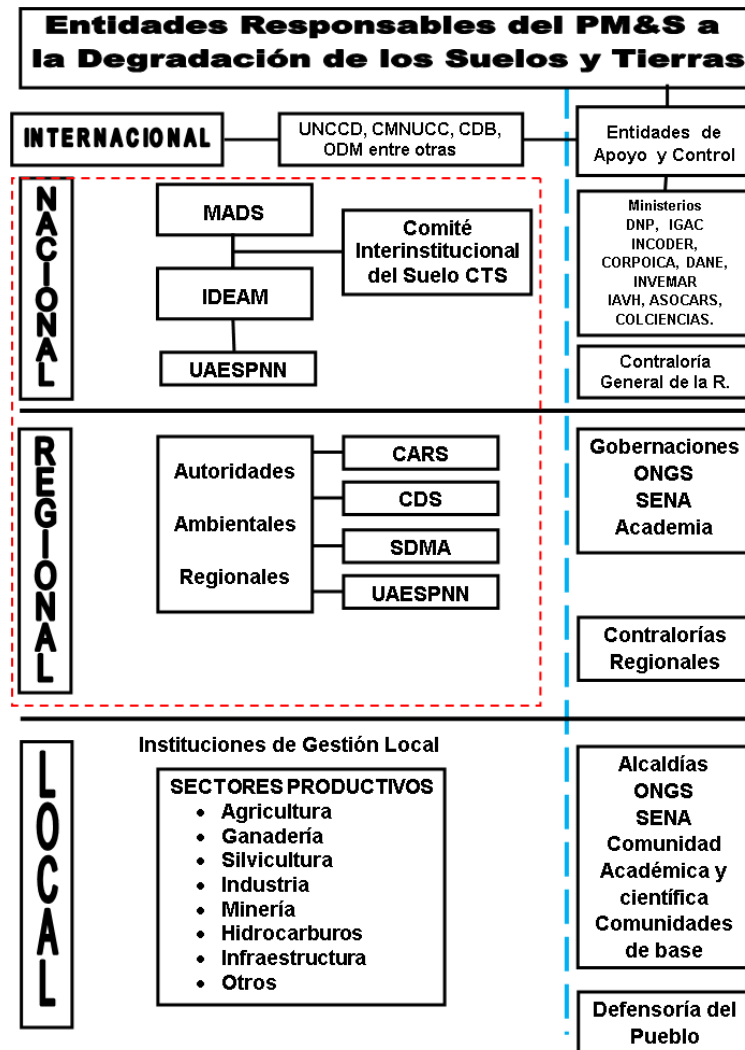 Entidades Responsables del PM&S a
la Degradación de los Suelos y Tierras
INTERNACIONAL
UNCCD, CMNUCC, CDB,
ODM entre otras
Entidades de
Apoyo y Control
NACIONAL
MADS
Comité
Interinstitucional
del Suelo CTS
IDEAM
UAESPNN
Ministerios
DNP, IGAC
INCODER,
CORPOICA, DANE,
INVEMAR
IAVH, ASOCARS,
COLCIENCIAS.
Contraloría
General de la R.
REGIONAL
Autoridades
Ambientales
Regionales
CARS
CDS
SDMA
UAESPNN
Gobernaciones
ONGS
SENA
Academia
Contralorías
Regionales
LOCAL
Instituciones de Gestión Local
SECTORES PRODUCTIVOS
• Agricultura
• Ganadería
• Silvicultura
• Industria
• Minería
• Hidrocarburos
• Infraestructura
• Otros
Alcaldías
ONGS
SENA
Comunidad
Académica y
científica
Comunidades
de base
Defensoría del
Pueblo